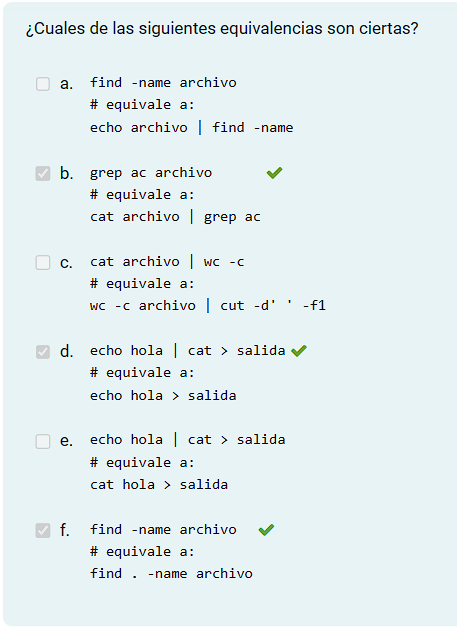 ¿Cuales de las siguientes equivalencias son ciertas?
a. find -name archivo
# equivale a:
echo archivo | find -name
b. grep ac archivo
# equivale a:
cat archivo | grep ac
c. cat archivo | wc -c
# equivale a:
wc -c archivo | cut -d' ' -f1
d. echo hola | cat > salida
# equivale a:
echo hola > salida
e. echo hola | cat > salida
# equivale a:
cat hola > salida
f. find -name archivo
# equivale a:
find . -name archivo